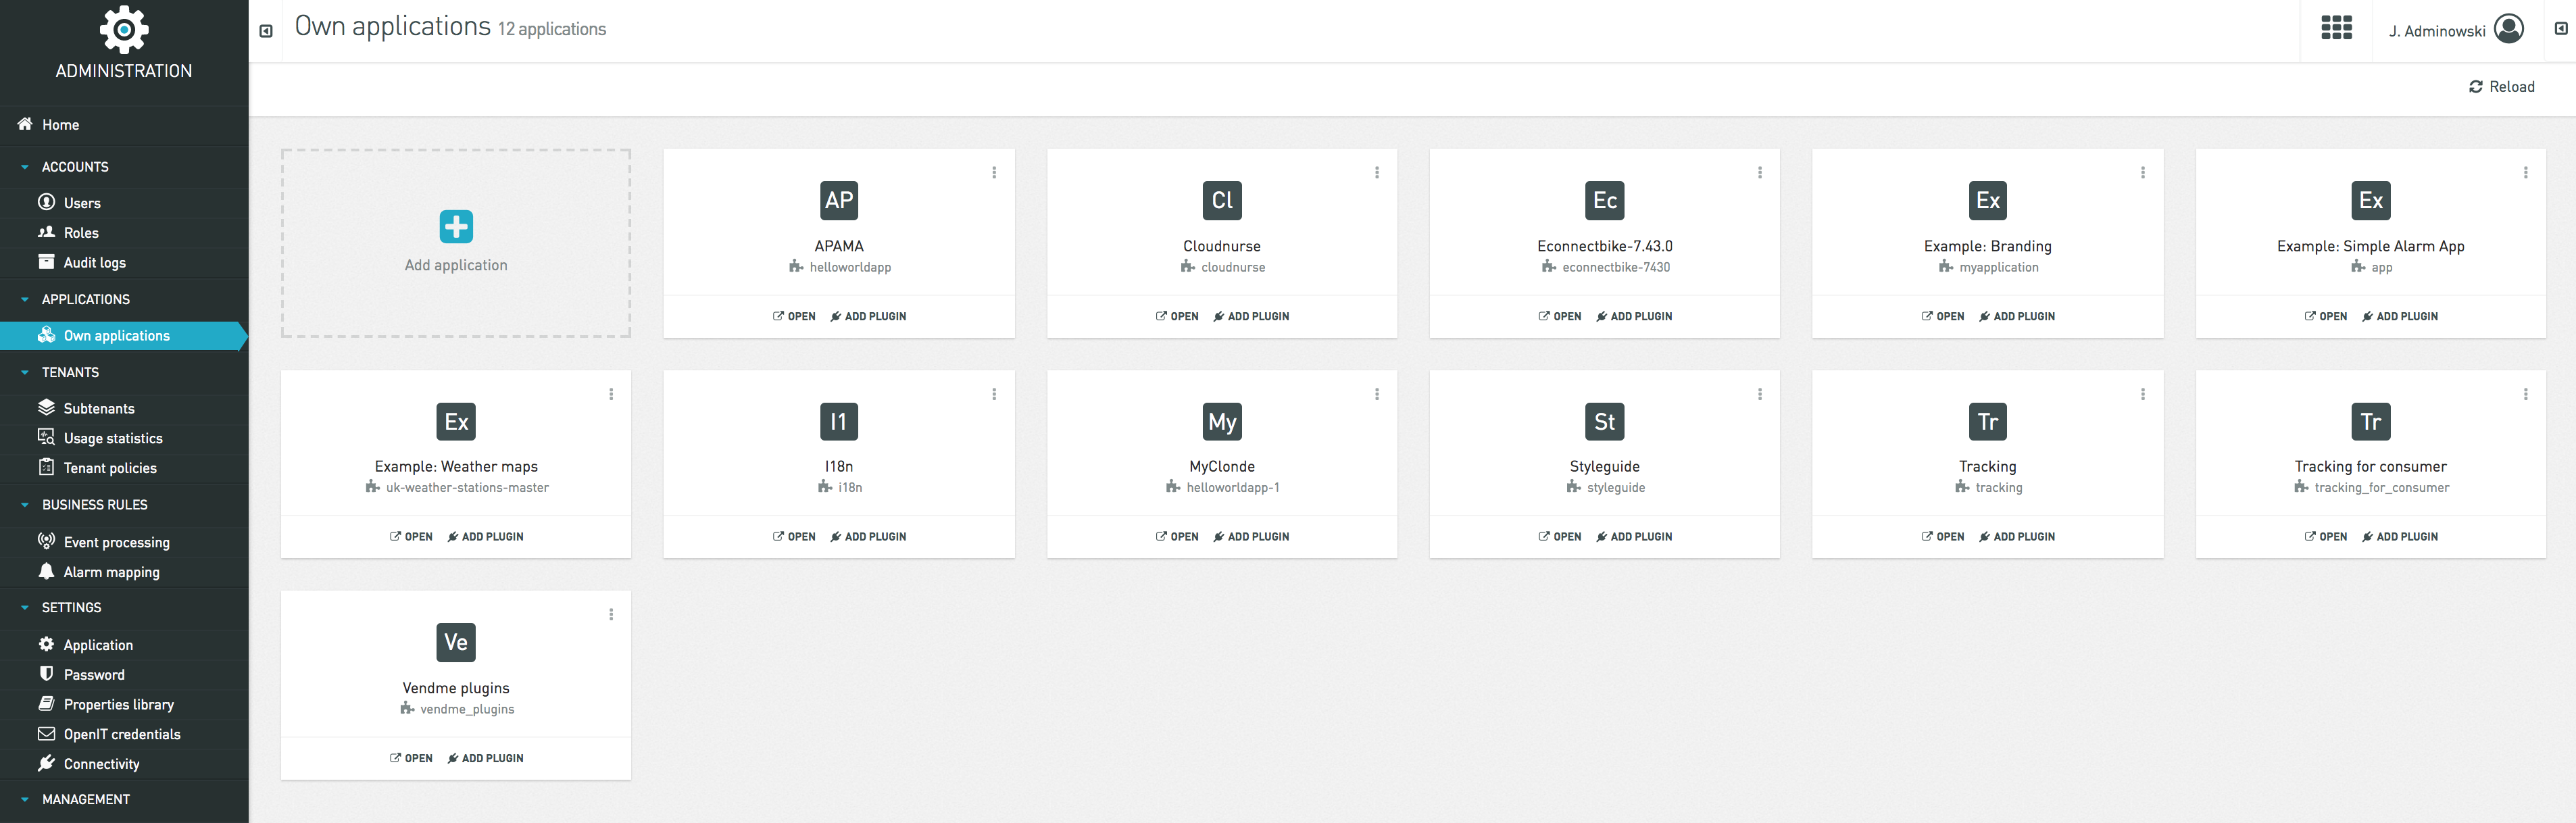 ADMINISTRATION
Home
ACCOUNTS
Users
Roles
Audit logs
APPLICATIONS
Own applications
TENANTS
Subtenants
Usage statistics
Tenant policies
BUSINESS RULES
Event processing
Alarm mapping
SETTINGS
Application
Password
Properties library
OpenIT credentials
Connectivity
MANAGEMENT
Own applications 12 applications
J. Adminowski
Reload
Add application
AP
APAMA
helloworldapp
OPEN ADD PLUGIN
Cl
Cloudnurse
cloudnurse
OPEN ADD PLUGIN
Ec
Econnectbike-7.43.0
econnectbike-7430
OPEN ADD PLUGIN
Ex
Example: Branding
myapplication
OPEN ADD PLUGIN
Ex
Example: Simple Alarm App
app
OPEN ADD PLUGIN
Ex
Example: Weather maps
uk-weather-stations-master
OPEN ADD PLUGIN
I1
I18n
i18n
OPEN ADD PLUGIN
My
MyClonde
helloworldapp-1
OPEN ADD PLUGIN
St
Styleguide
styleguide
OPEN ADD PLUGIN
Tr
Tracking
tracking
OPEN ADD PLUGIN
Tr
Tracking for consumer
tracking_for_consumer
OPEN ADD PLUGIN
Ve
Vendme plugins
vendme_plugins
OPEN ADD PLUGIN